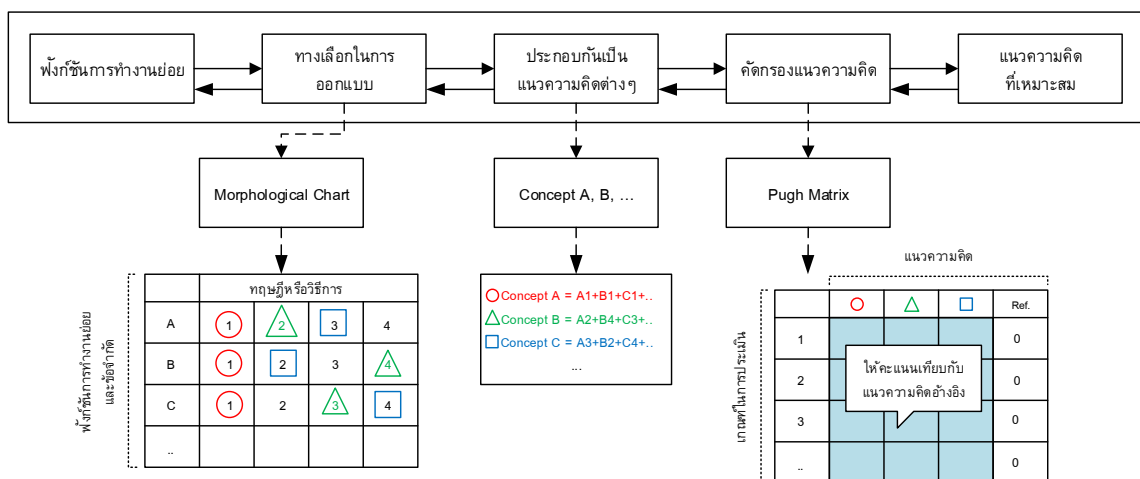 ฟังก์ชันการทำงานย่อย
ทางเลือกในการ
ออกแบบ
ประกอบกันเป็น
แนวความคิดต่างๆ
คัดกรองแนวความคิด
แนวความคิด
ที่เหมาะสม
Morphological Chart
Concept A, B, …
Pugh Matrix
ฟังก์ชันการทำงานย่อย
และข้อจำกัด
ทฤษฎีหรือวิธีการ
A 1 2 3 4
B 1 2 3 4
C 1 2 3 4
..
Concept A = A1+B1+C1+..
Concept B = A2+B4+C3+..
Concept C = A3+B2+C4+..
...
แนวความคิด
เกณฑ์ในการประเมิน
Ref.
1 0
2 0
3 0
.. 0
ให้คะแนนเทียบกับ
แนวความคิดอ้างอิง